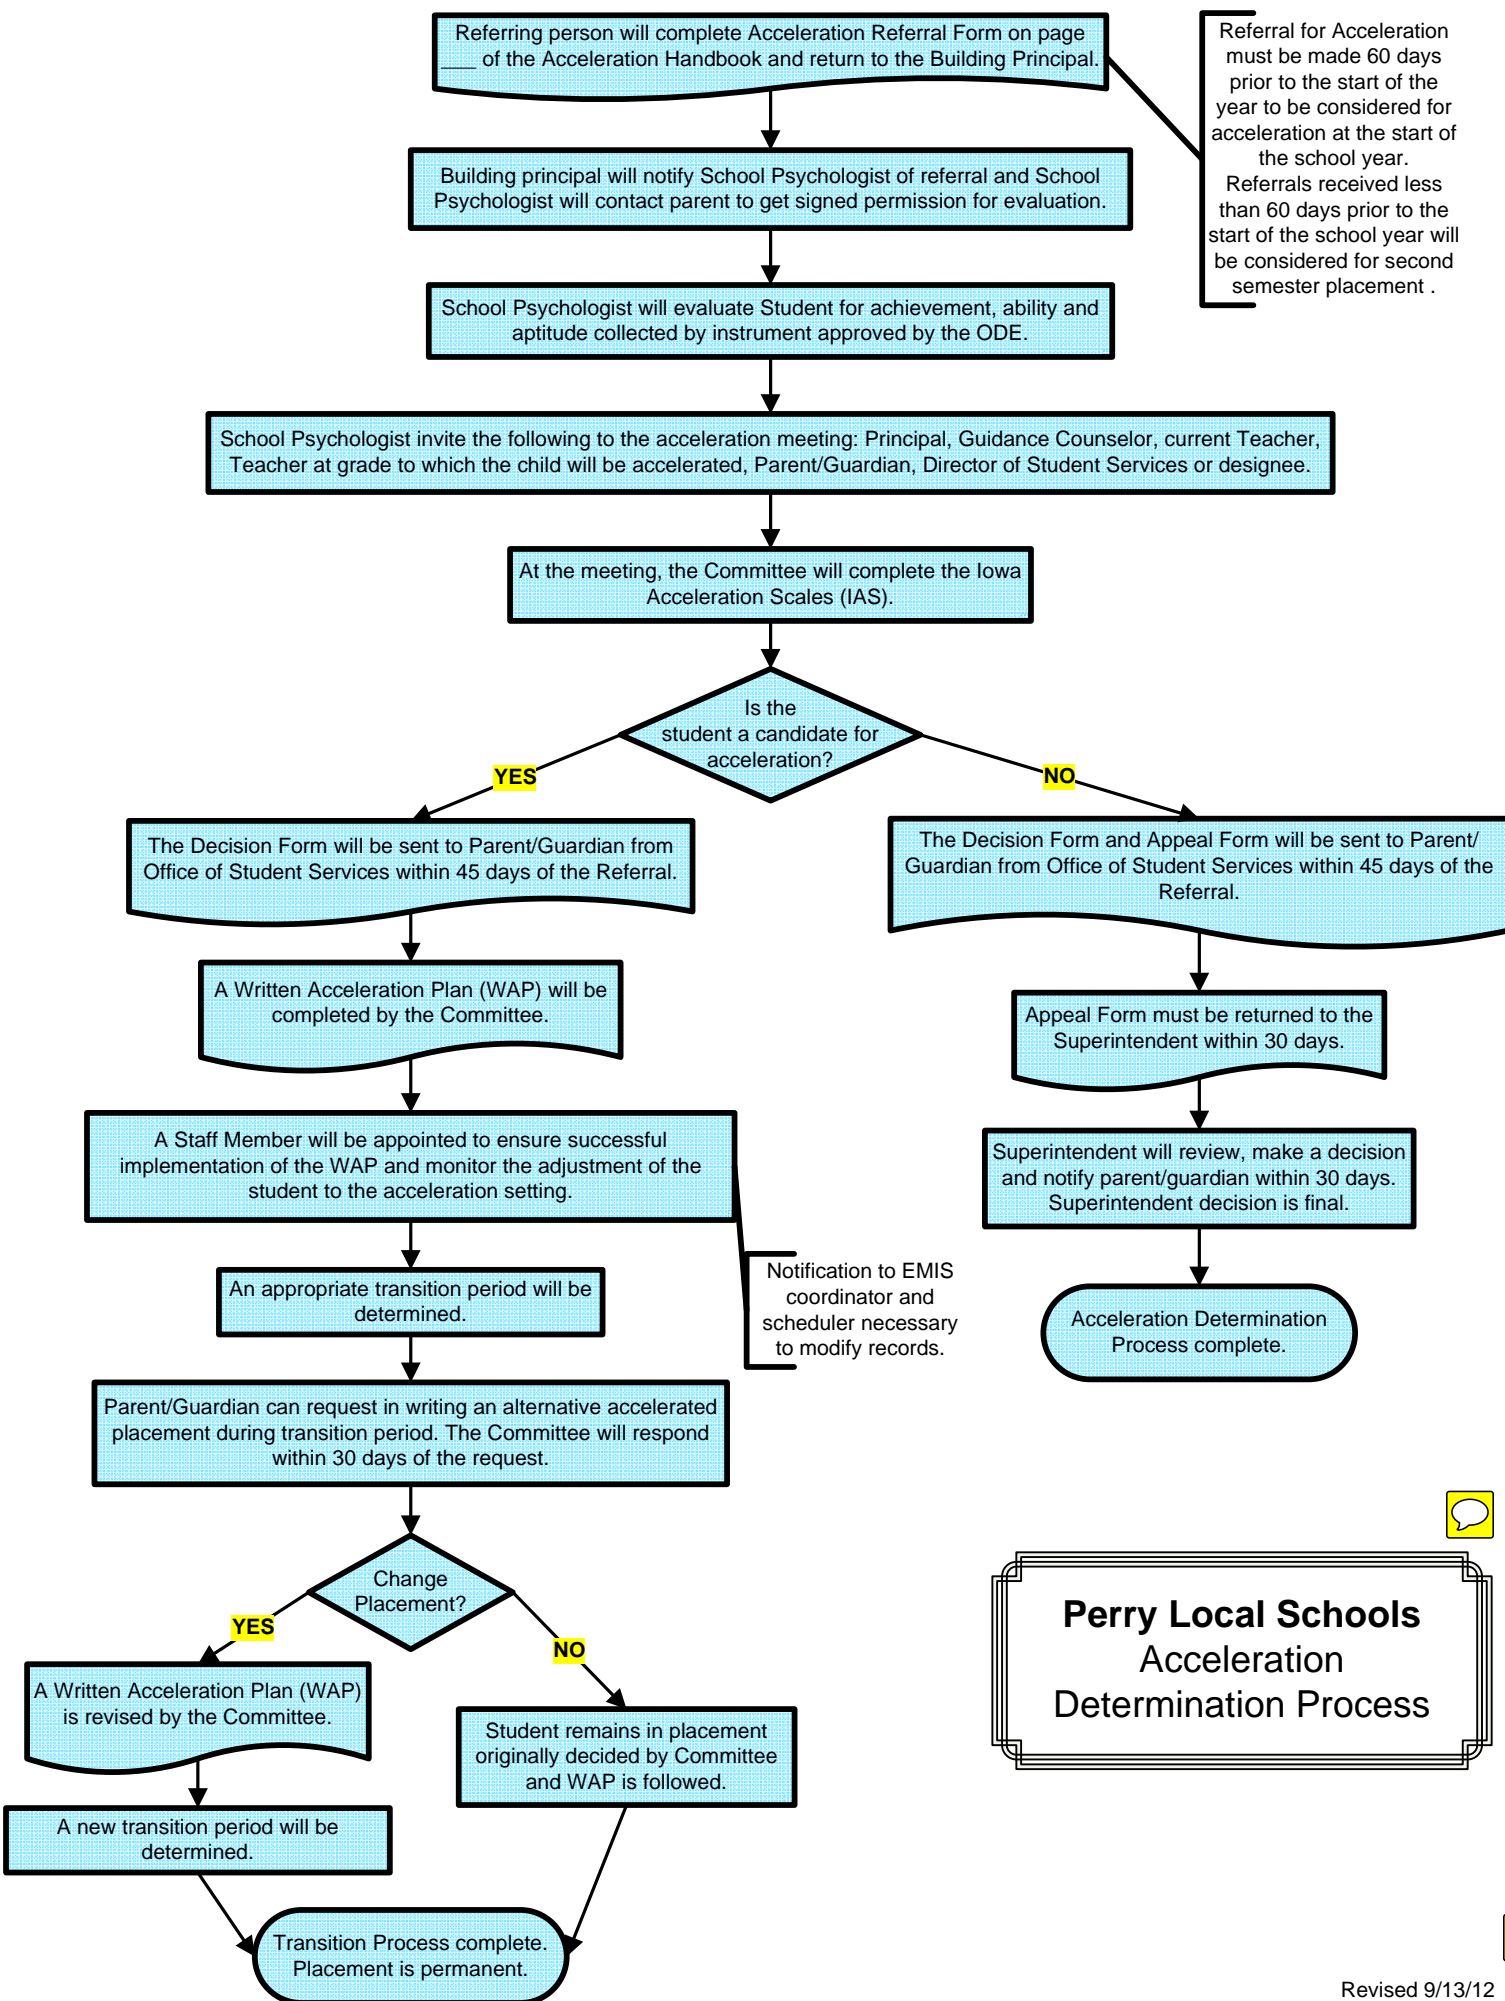 Referring person will complete Acceleration Referral Form on page
___ of the Acceleration Handbook and return to the Building Principal.
Referral for Acceleration
must be made 60 days
prior to the start of the
year to be considered for
acceleration at the start of
the school year.
Referrals received less
than 60 days prior to the
start of the school year will
be considered for second
semester placement .
Building principal will notify School Psychologist of referral and School
Psychologist will contact parent to get signed permission for evaluation.
School Psychologist will evaluate Student for achievement, ability and
aptitude collected by instrument approved by the ODE.
School Psychologist invite the following to the acceleration meeting: Principal, Guidance Counselor, current Teacher,
Teacher at grade to which the child will be accelerated, Parent/Guardian, Director of Student Services or designee.
At the meeting, the Committee will complete the Iowa
Acceleration Scales (IAS).
Is the
student a candidate for
acceleration?
YES
NO
The Decision Form will be sent to Parent/Guardian from
Office of Student Services within 45 days of the Referral.
The Decision Form and Appeal Form will be sent to Parent/
Guardian from Office of Student Services within 45 days of the
Referral.
A Written Acceleration Plan (WAP) will be
completed by the Committee.
Appeal Form must be returned to the
Superintendent within 30 days.
A Staff Member will be appointed to ensure successful
implementation of the WAP and monitor the adjustment of the
student to the acceleration setting.
Superintendent will review, make a decision
and notify parent/guardian within 30 days.
Superintendent decision is final.
An appropriate transition period will be
determined.
Notification to EMIS
coordinator and
scheduler necessary
to modify records.
Acceleration Determination
Process complete.
Parent/Guardian can request in writing an alternative accelerated
placement during transition period. The Committee will respond
within 30 days of the request.
Change
Placement?
YES
NO
A Written Acceleration Plan (WAP)
is revised by the Committee.
Student remains in placement
originally decided by Committee
and WAP is followed.
A new transition period will be
determined.
Transition Process complete.
Placement is permanent.
Perry Local Schools
Acceleration
Determination Process
Revised 9/13/12